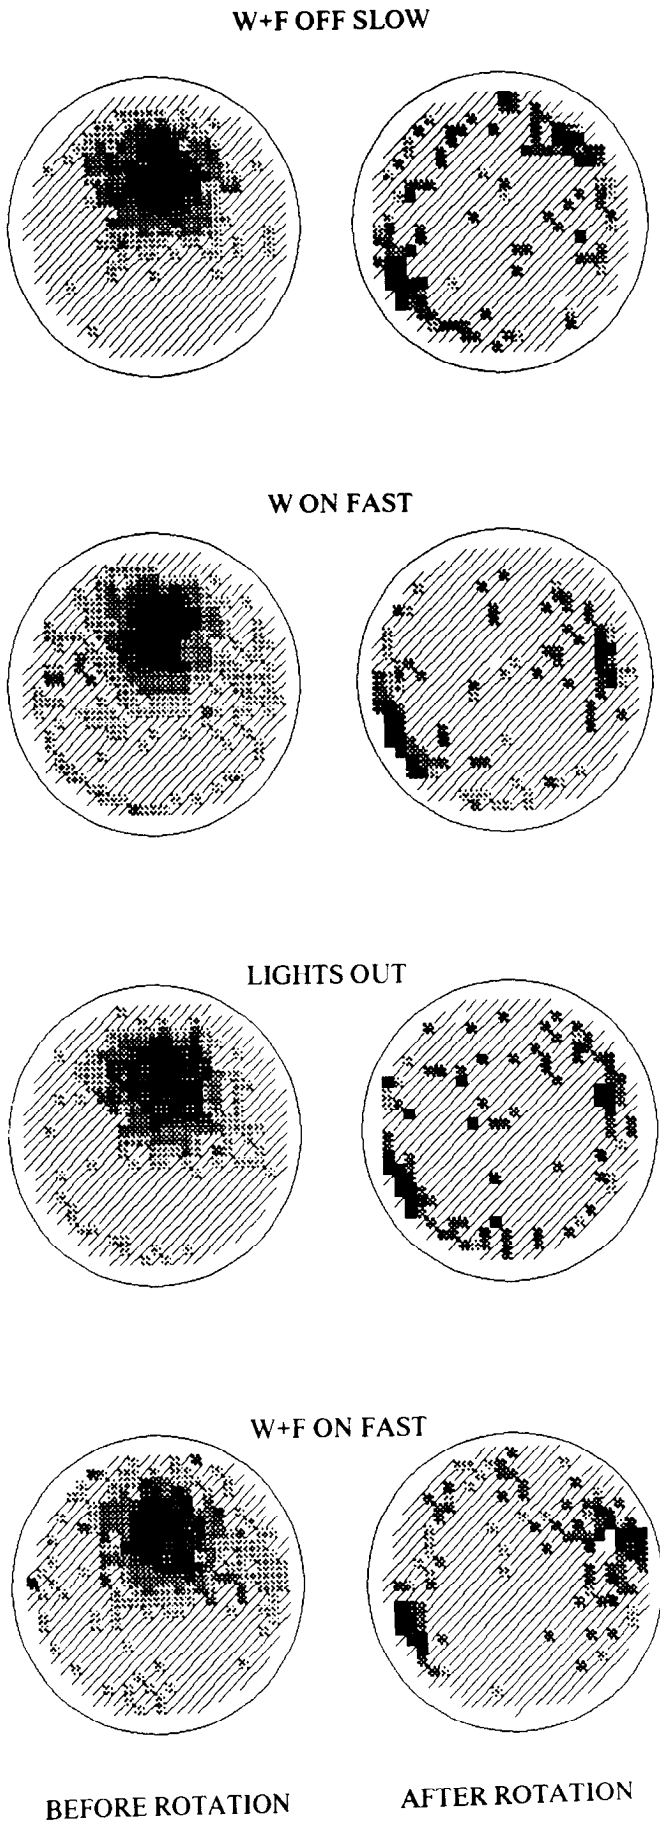 W+F OFF SLOW
W ON FAST
LIGHTS OUT
W+F ON FAST
BEFORE ROTATION
AFTER ROTATION